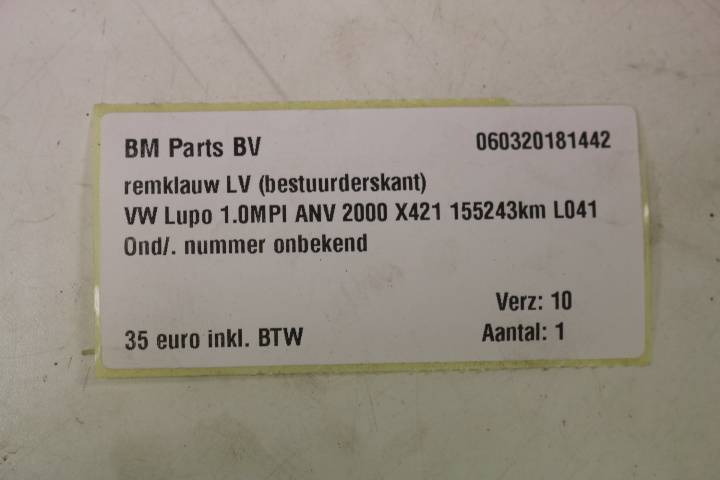 BM Parts BV 060320181442
remklauw LV (bestuurderskant)
VW Lupo 1.0MPI ANV 2000 X421 155243km L041
Ond/. nummer onbekend
Verz: 10
35 euro inkl. BTW Aantal: 1